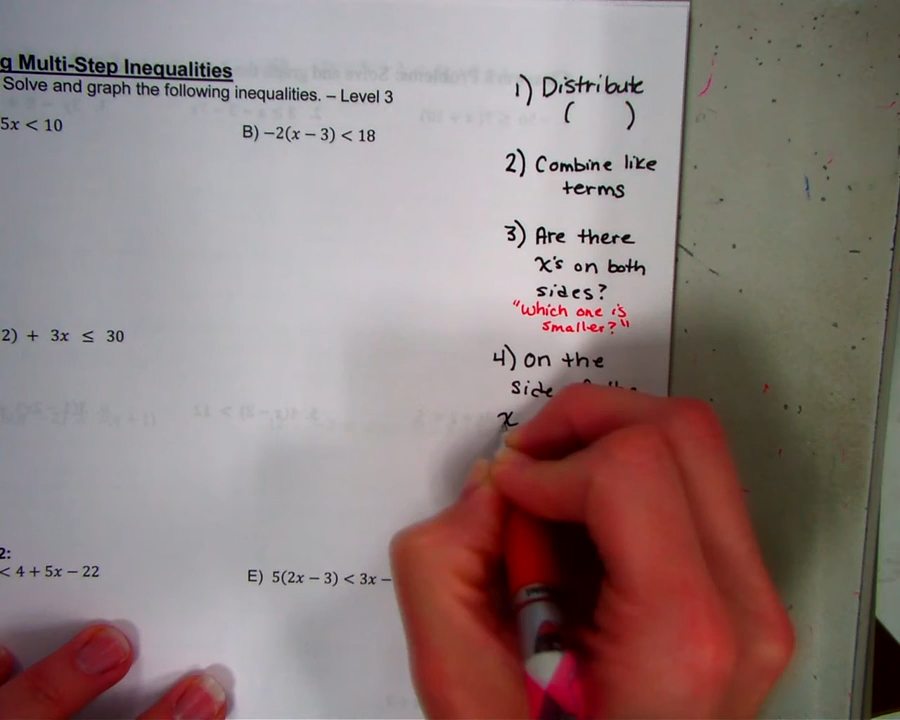 g Multi-Step Inequalities
Solve and graph the following inequalities. – Level 3
5x < 10
B) −2(x − 3) < 18
2) + 3x ≤ 30
2:
< 4 + 5x − 22
E) 5(2x − 3) < 3x −
1) Distribute
( )
2) Combine like
terms
3) Are there
x's on both
sides?
"Which one is
smaller?"
4) On the
side
x